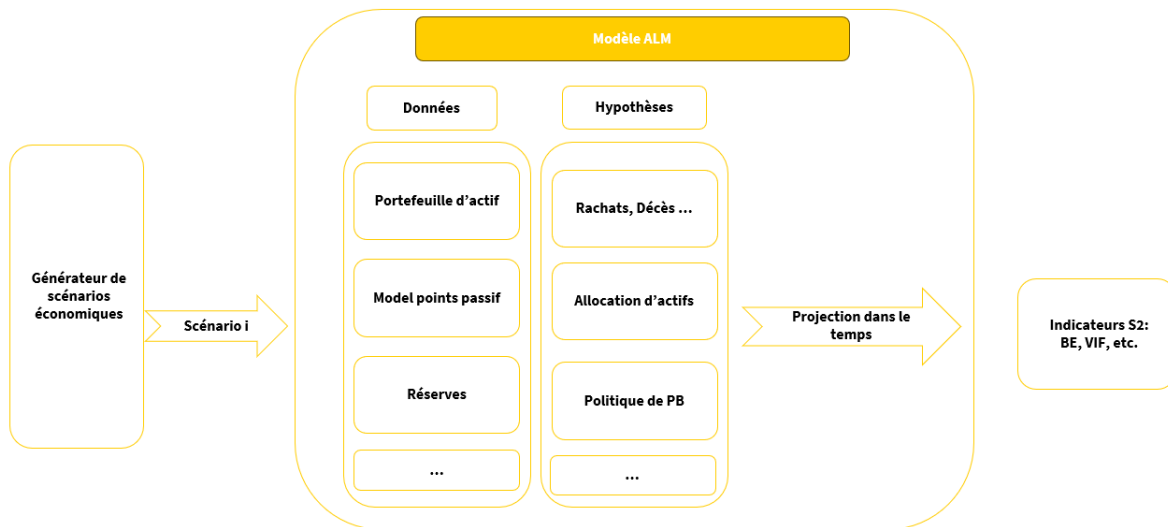 Modèle ALM
Données
Hypothèses
Générateur de
scénarios
économiques
Scénario i
Portefeuille d’actif
Model points passif
Réserves
...
Rachats, Décès ...
Allocation d’actifs
Politique de PB
...
Projection dans le
temps
Indicateurs S2:
BE, VIF, etc.